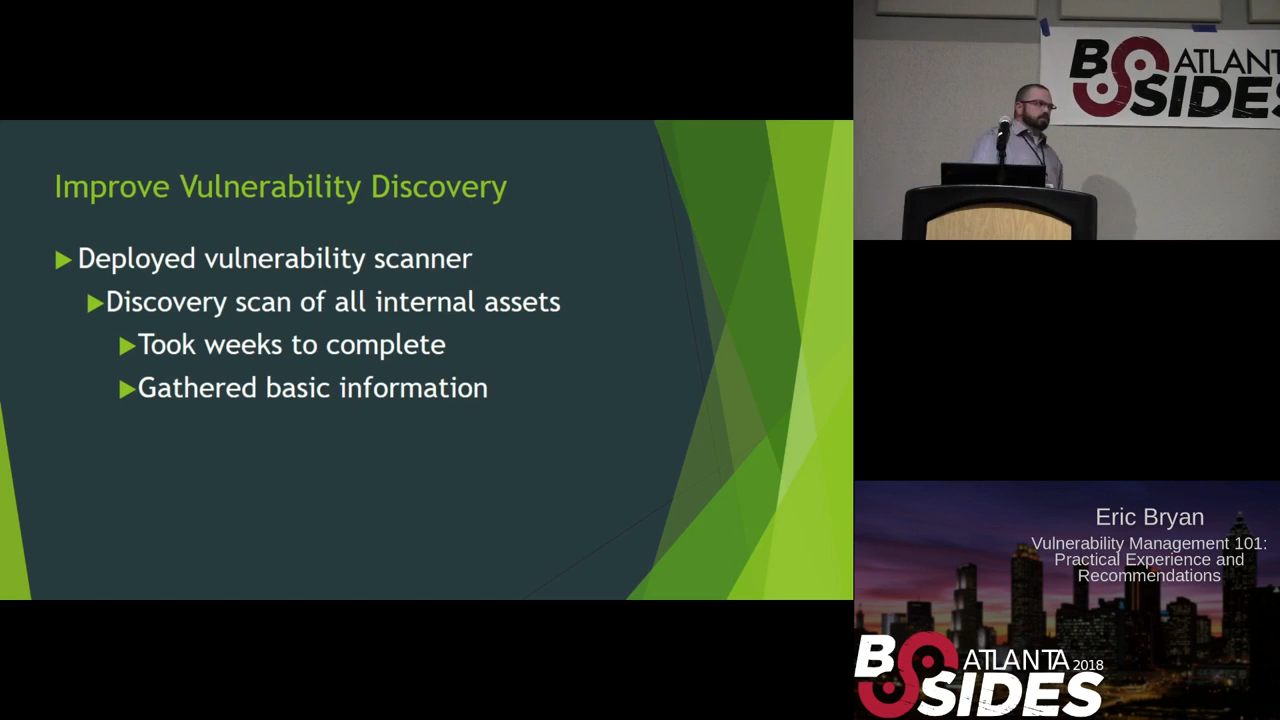 Improve Vulnerability Discovery
Deployed vulnerability scanner
Discovery scan of all internal assets
Took weeks to complete
Gathered basic information
BSIDES ATLANT
Eric Bryan
Vulnerability Management 101:
Practical Experience and
Recommendations
BSIDES ATLANTA 2018